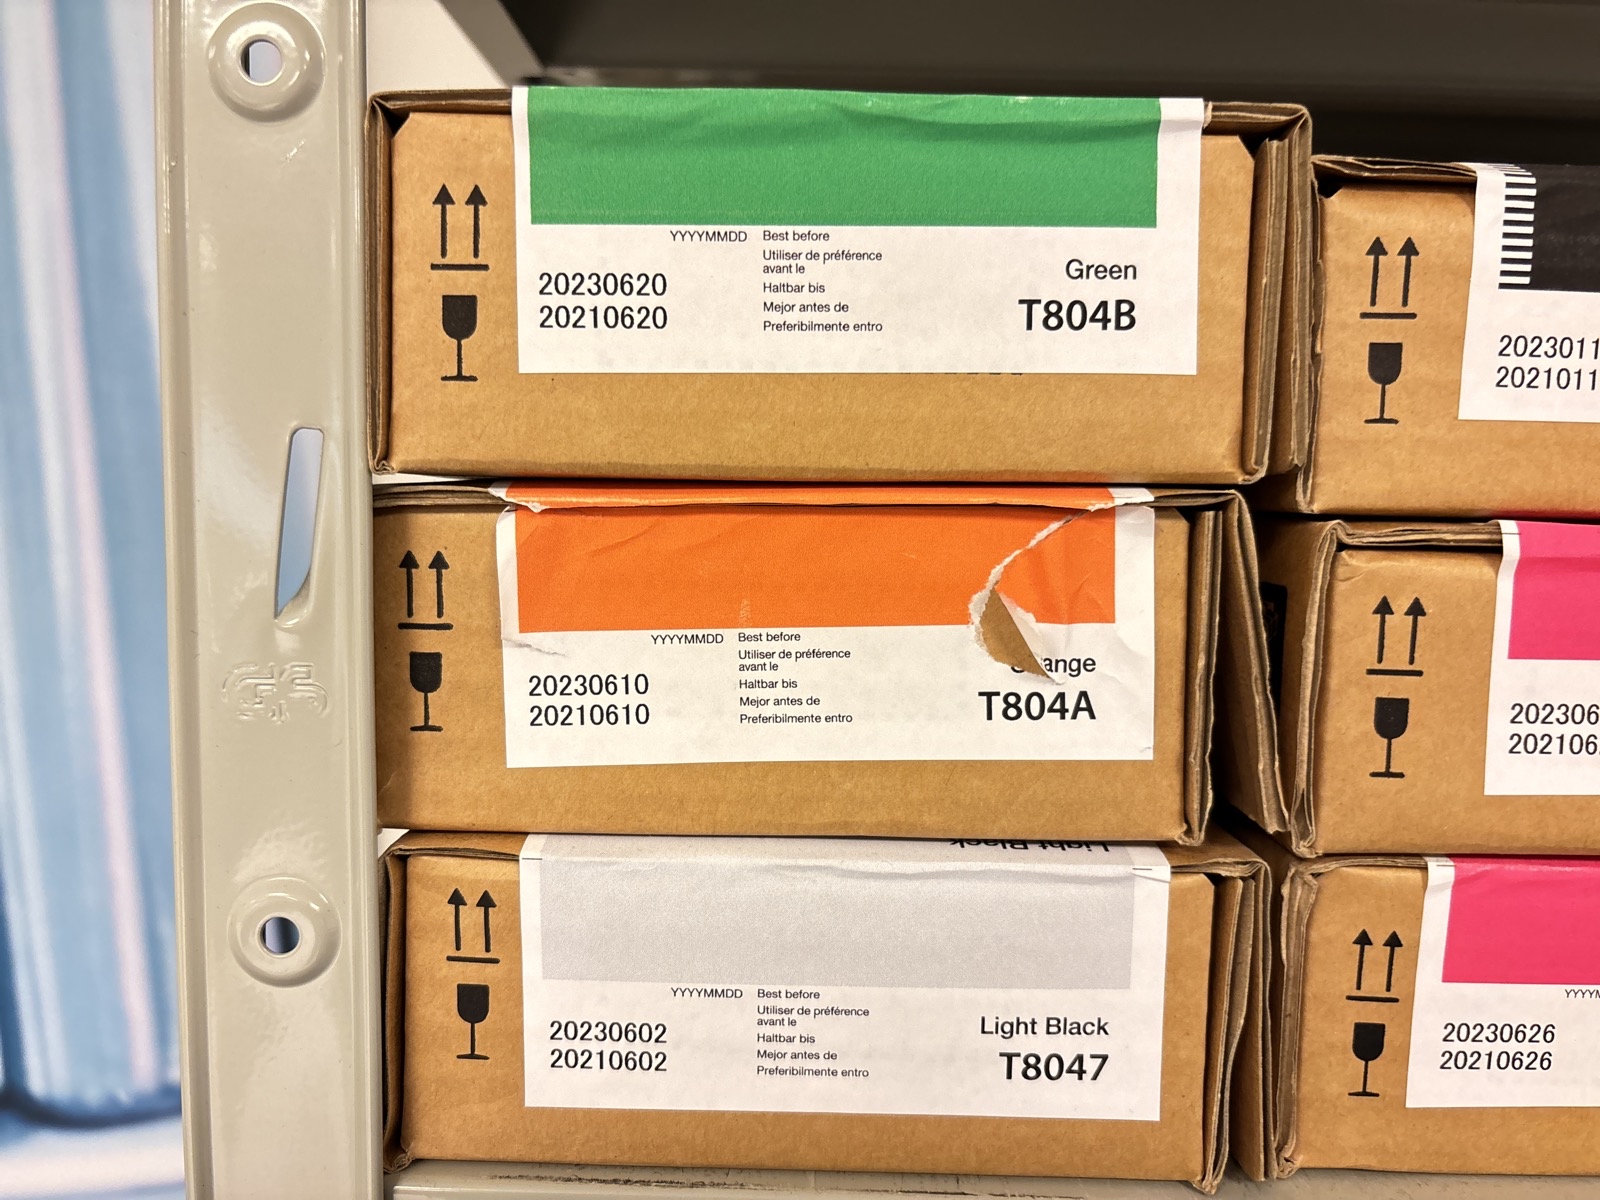 YYYYMMDD
Best before
Utiliser de préférence
avant le
Haltbar bis
Mejor antes de
Preferibilmente entro
20230620
20210620
Green
T804B
YYYYMMDD
Best before
Utiliser de préférence
avant le
Haltbar bis
Mejor antes de
Preferibilmente entro
20230610
20210610
T804A
Light Black
YYYYMMDD
Best before
Utiliser de préférence
avant le
Haltbar bis
Mejor antes de
Preferibilmente entro
20230602
20210602
Light Black
T8047
20230626
20210626